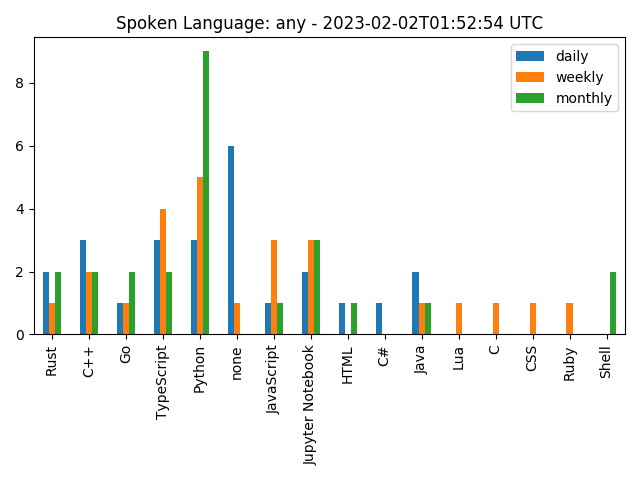 Spoken Language: any - 2023-02-02T01:52:54 UTC
daily
weekly
monthly
8
6
4
2
0
Rust
C++
Go
TypeScript
Python
none
JavaScript
Jupyter Notebook
HTML
C#
Java
Lua
C
CSS
Ruby
Shell